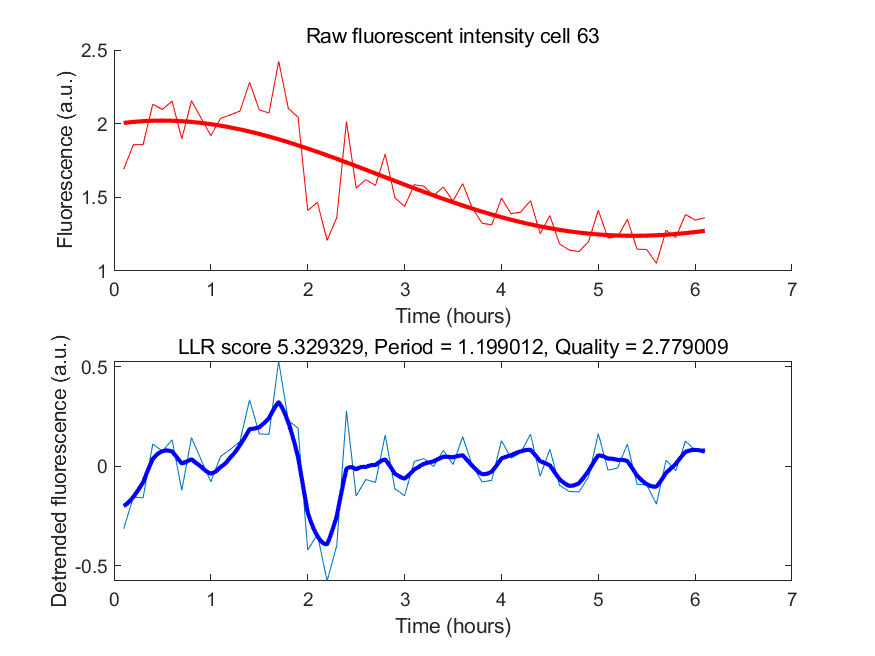 Raw fluorescent intensity cell 63
Fluorescence (a.u.)
2.5
2
1.5
1
0 1 2 3 4 5 6 7
Time (hours)
LLR score 5.329329, Period = 1.199012, Quality = 2.779009
Detrended fluorescence (a.u.)
0.5
0
-0.5
0 1 2 3 4 5 6 7
Time (hours)